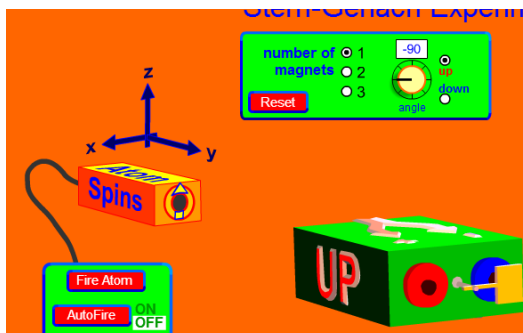 Stern-Gerlach Experim
number of 1
magnets 2
3
-90
up
down
angle
Reset
z
x
y
Atom
Spins
UP
Fire Atom
AutoFire
ON
OFF